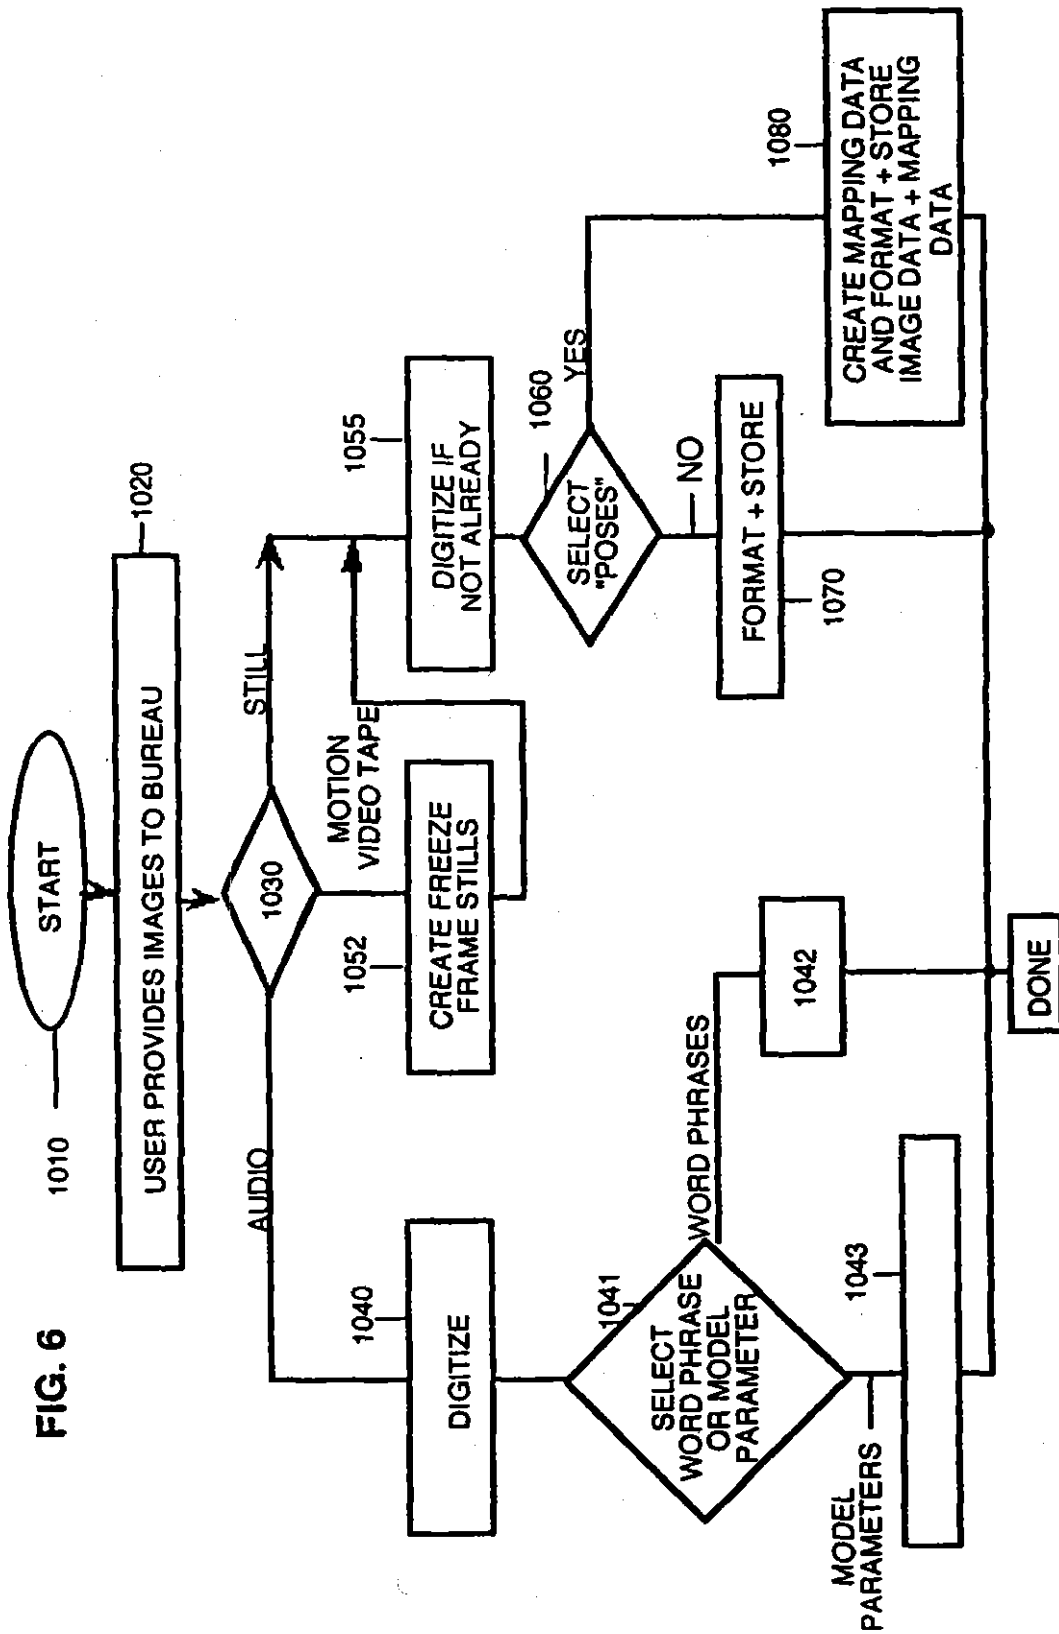 FIG. 6
START
1010
USER PROVIDES IMAGES TO BUREAU
1020
1030
AUDIO
STILL
MOTION
VIDEO TAPE
1040
DIGITIZE
1052
CREATE FREEZE
FRAME STILLS
1055
DIGITIZE IF
NOT ALREADY
1041
SELECT
WORD PHRASE
OR MODEL
PARAMETER
WORD PHRASES
1042
MODEL
PARAMETERS
1043
1060
SELECT
"POSES"
YES
NO
FORMAT + STORE
1070
1080
CREATE MAPPING DATA
AND FORMAT + STORE
IMAGE DATA + MAPPING
DATA
DONE